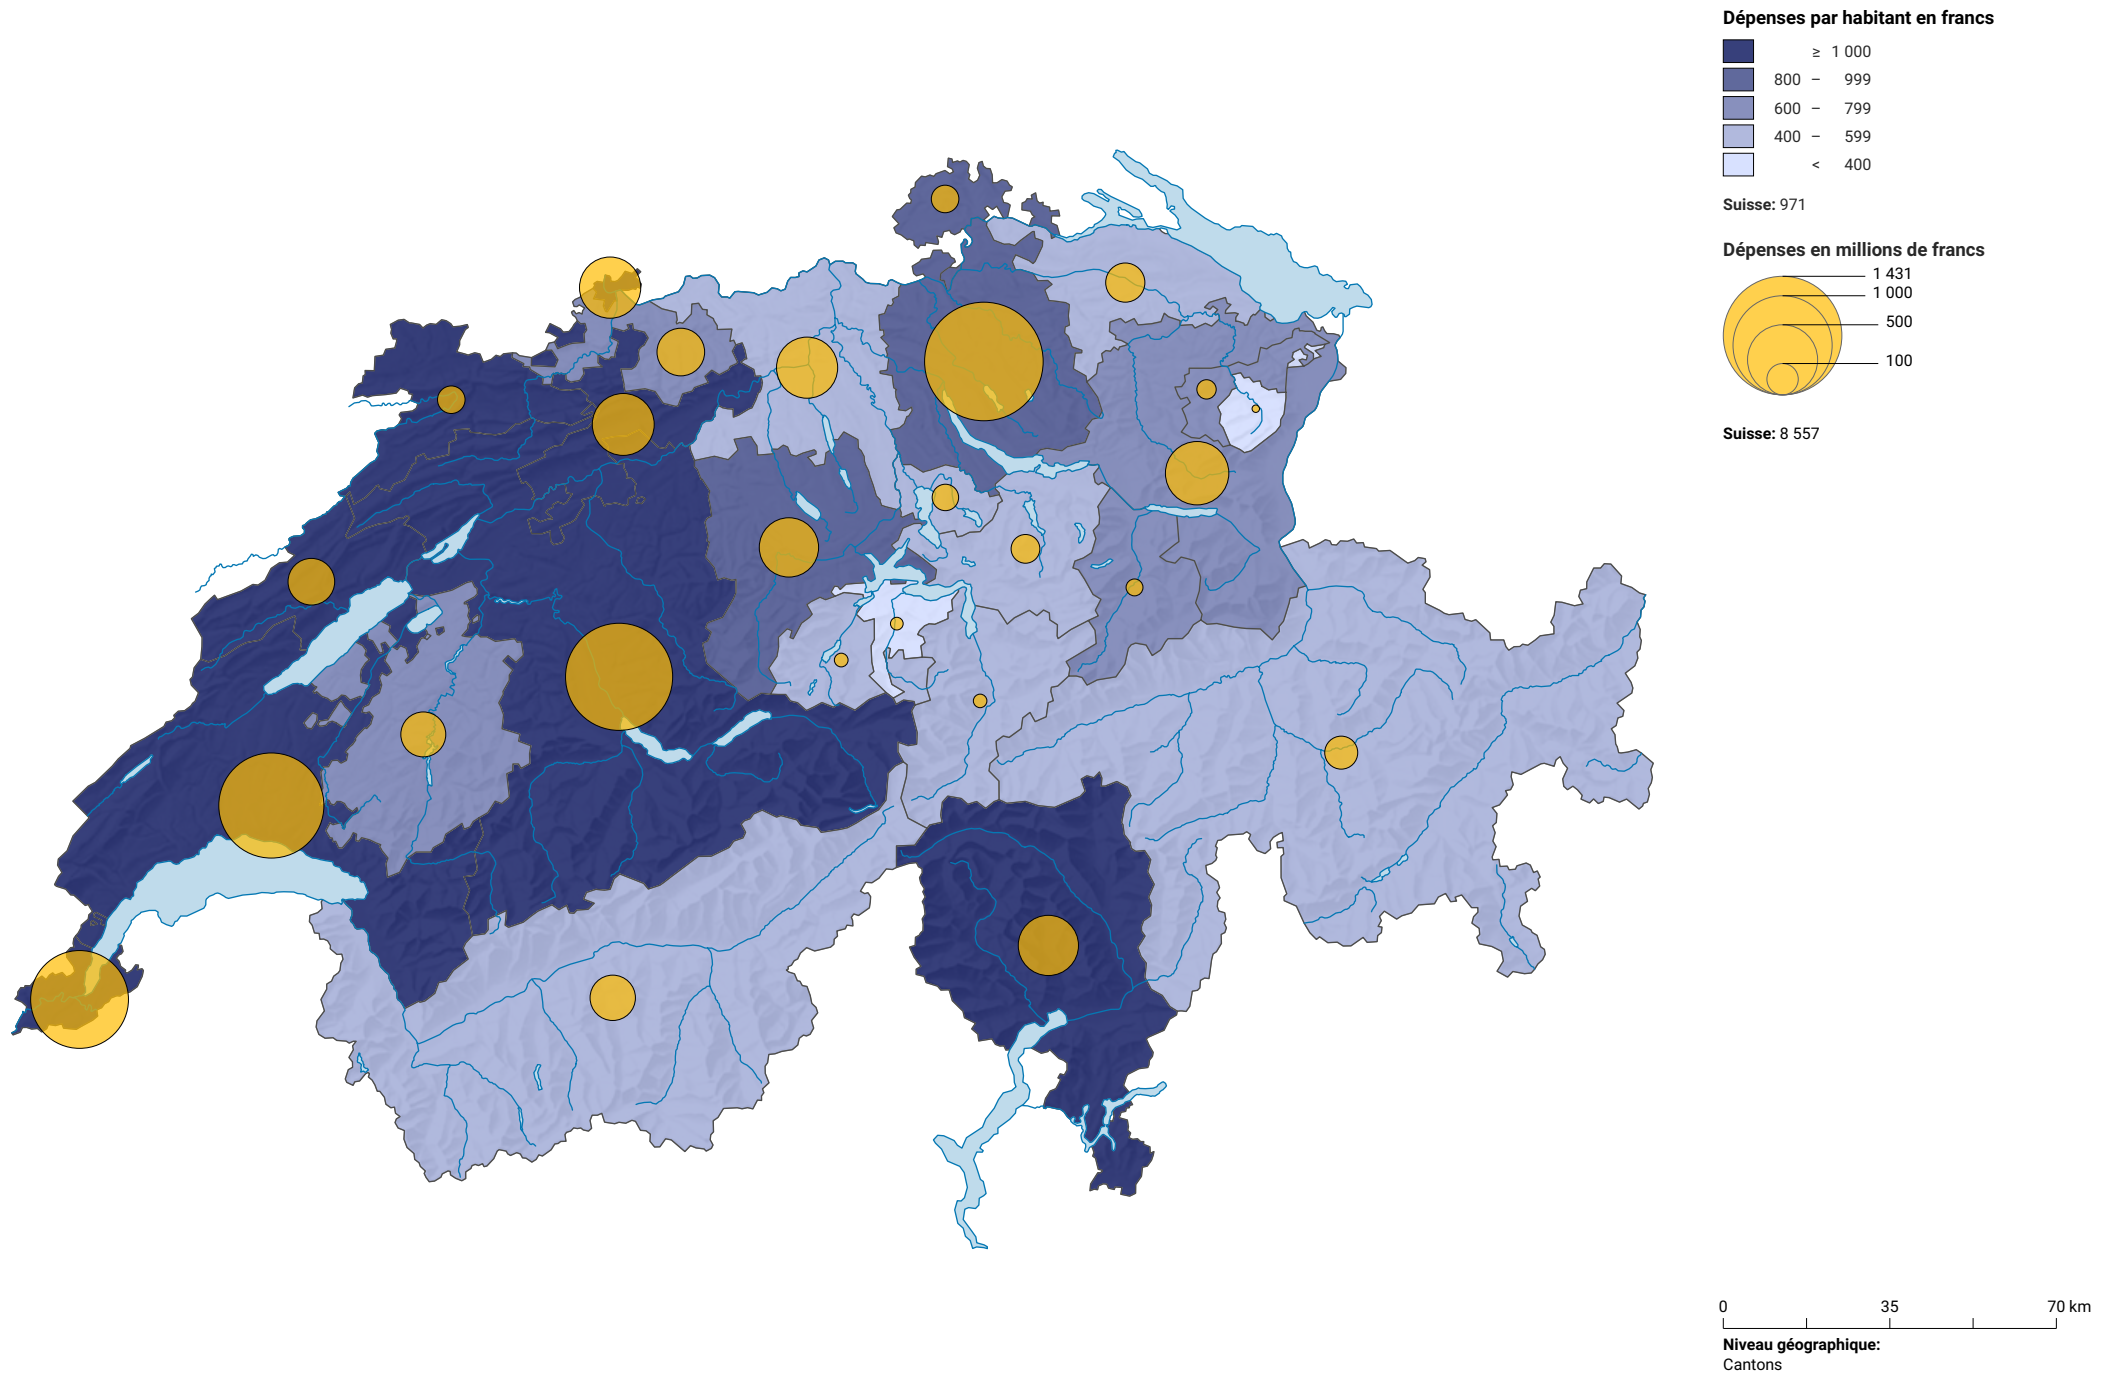 Dépenses par habitant en francs
≥ 1 000
800 – 999
600 – 799
400 – 599
< 400
Suisse: 971
Dépenses en millions de francs
1 431
1 000
500
100
Suisse: 8 557
0 35 70 km
Niveau géographique:
Cantons